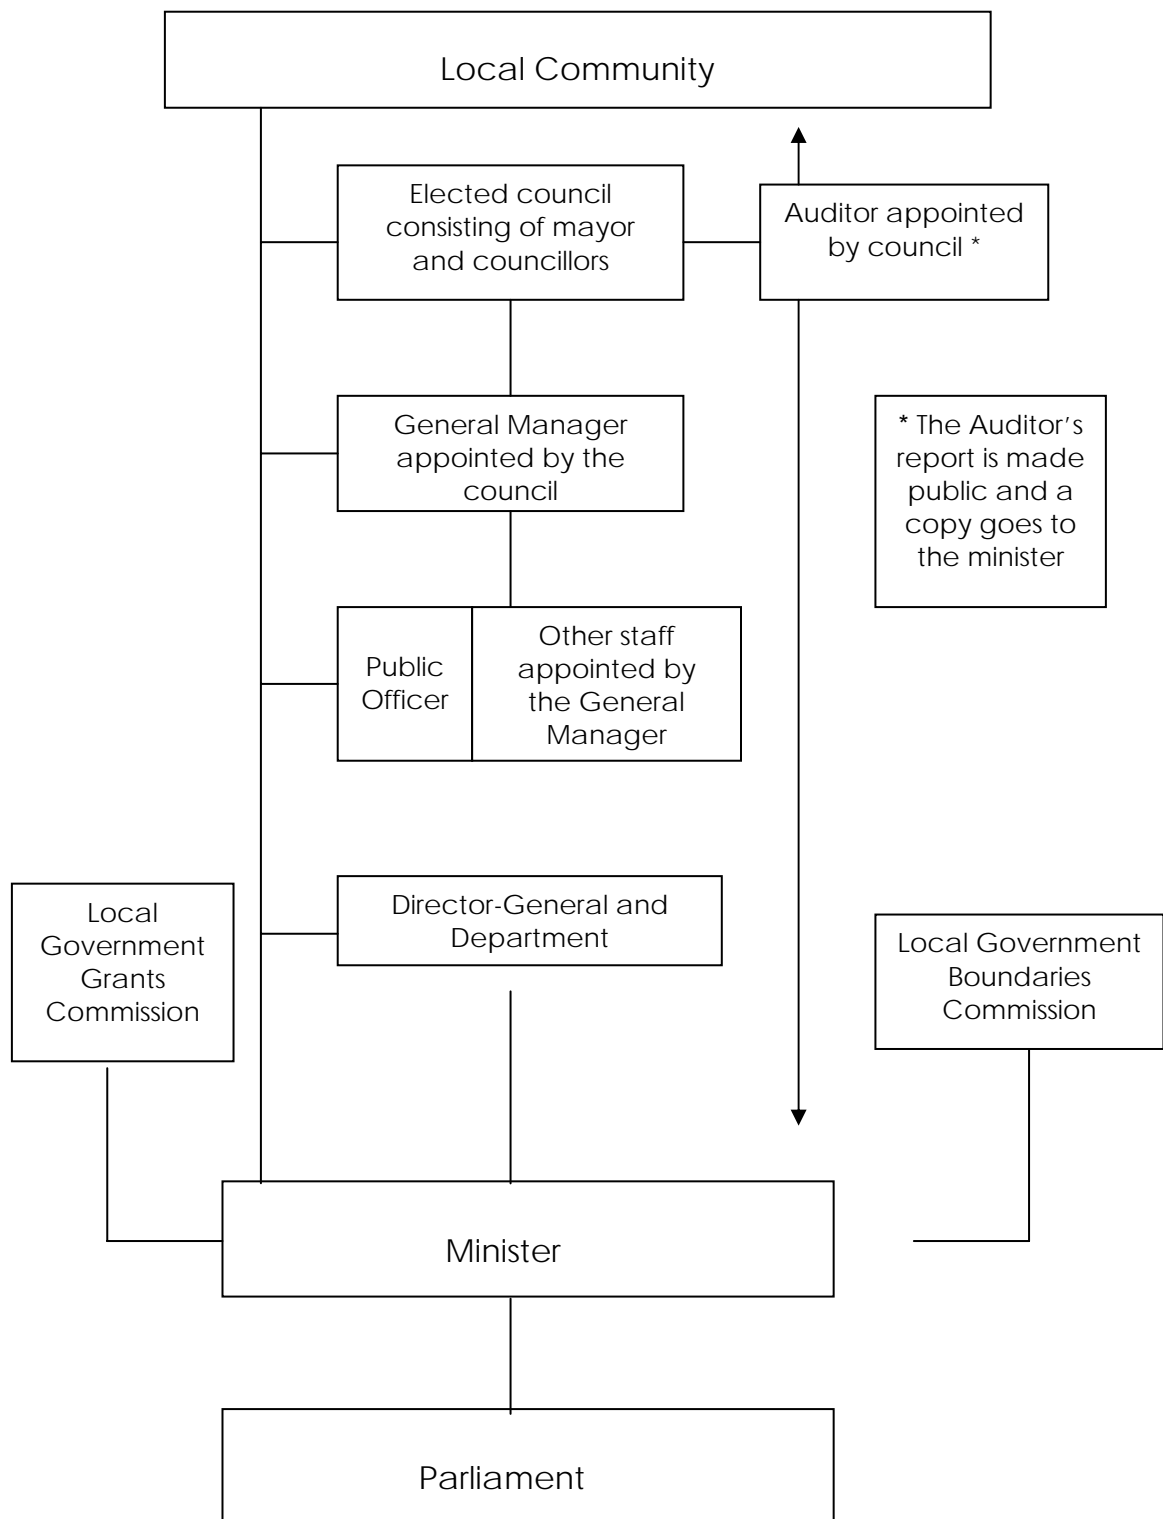 Local Community
Elected council
consisting of mayor
and councillors
Auditor appointed
by council *
General Manager
appointed by the
council
* The Auditor's
report is made
public and a
copy goes to
the minister
Public
Officer
Other staff
appointed by
the General
Manager
Local
Government
Grants
Commission
Director-General and
Department
Local Government
Boundaries
Commission
Minister
Parliament